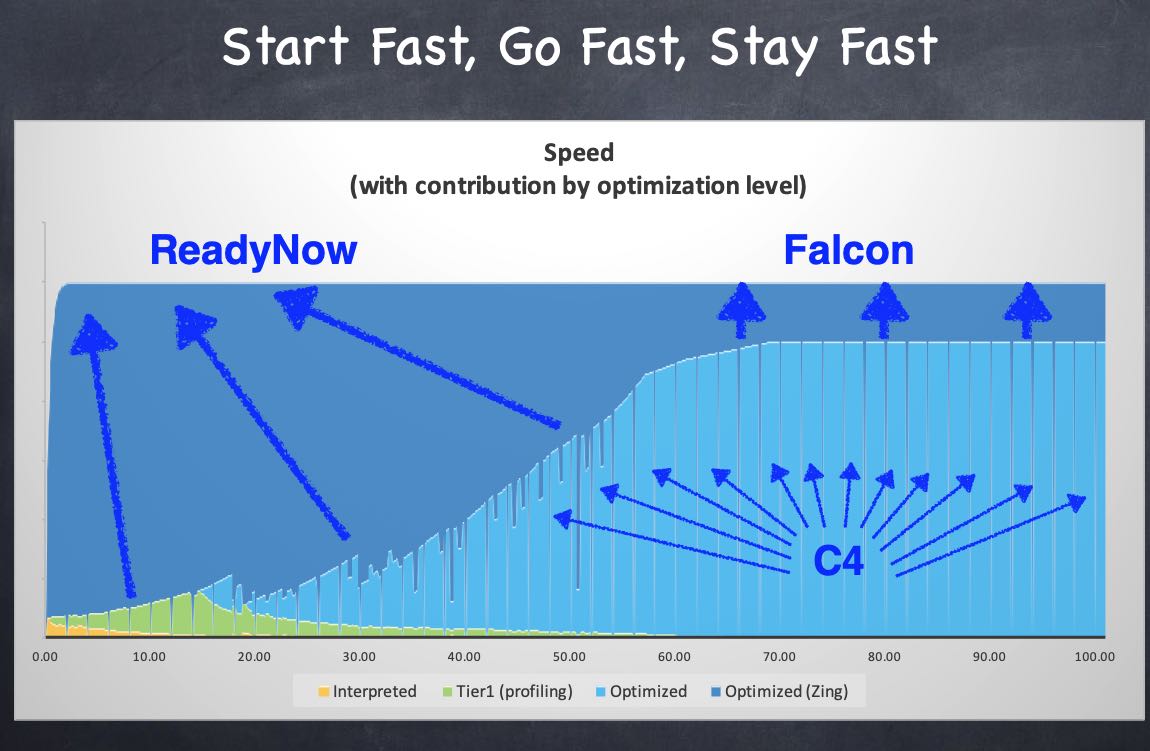 Start Fast, Go Fast, Stay Fast
Speed
(with contribution by optimization level)
ReadyNow
Falcon
C4
0.00 10.00 20.00 30.00 40.00 50.00 60.00 70.00 80.00 90.00 100.00
Interpreted Tier1 (profiling) Optimized Optimized (Zing)